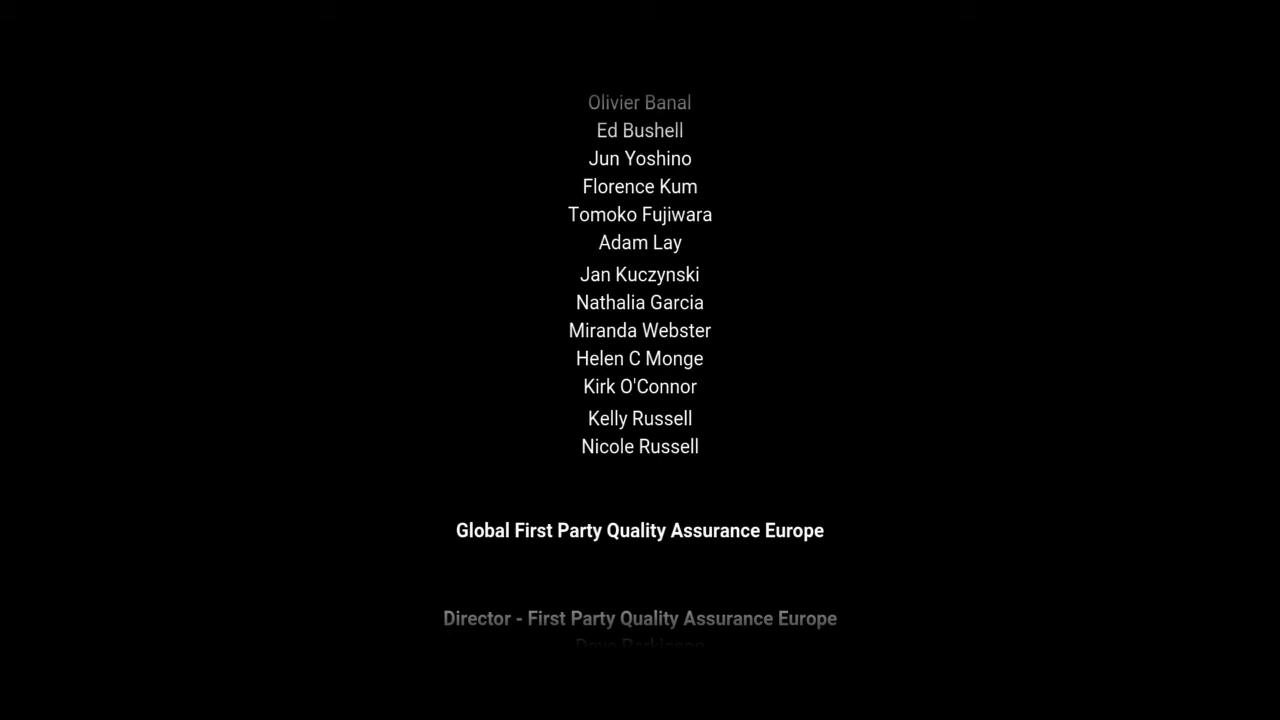 Olivier Banal
Ed Bushell
Jun Yoshino
Florence Kum
Tomoko Fujiwara
Adam Lay
Jan Kuczynski
Nathalia Garcia
Miranda Webster
Helen C Monge
Kirk O'Connor
Kelly Russell
Nicole Russell
Global First Party Quality Assurance Europe
Director - First Party Quality Assurance Europe
Dave Parkinson